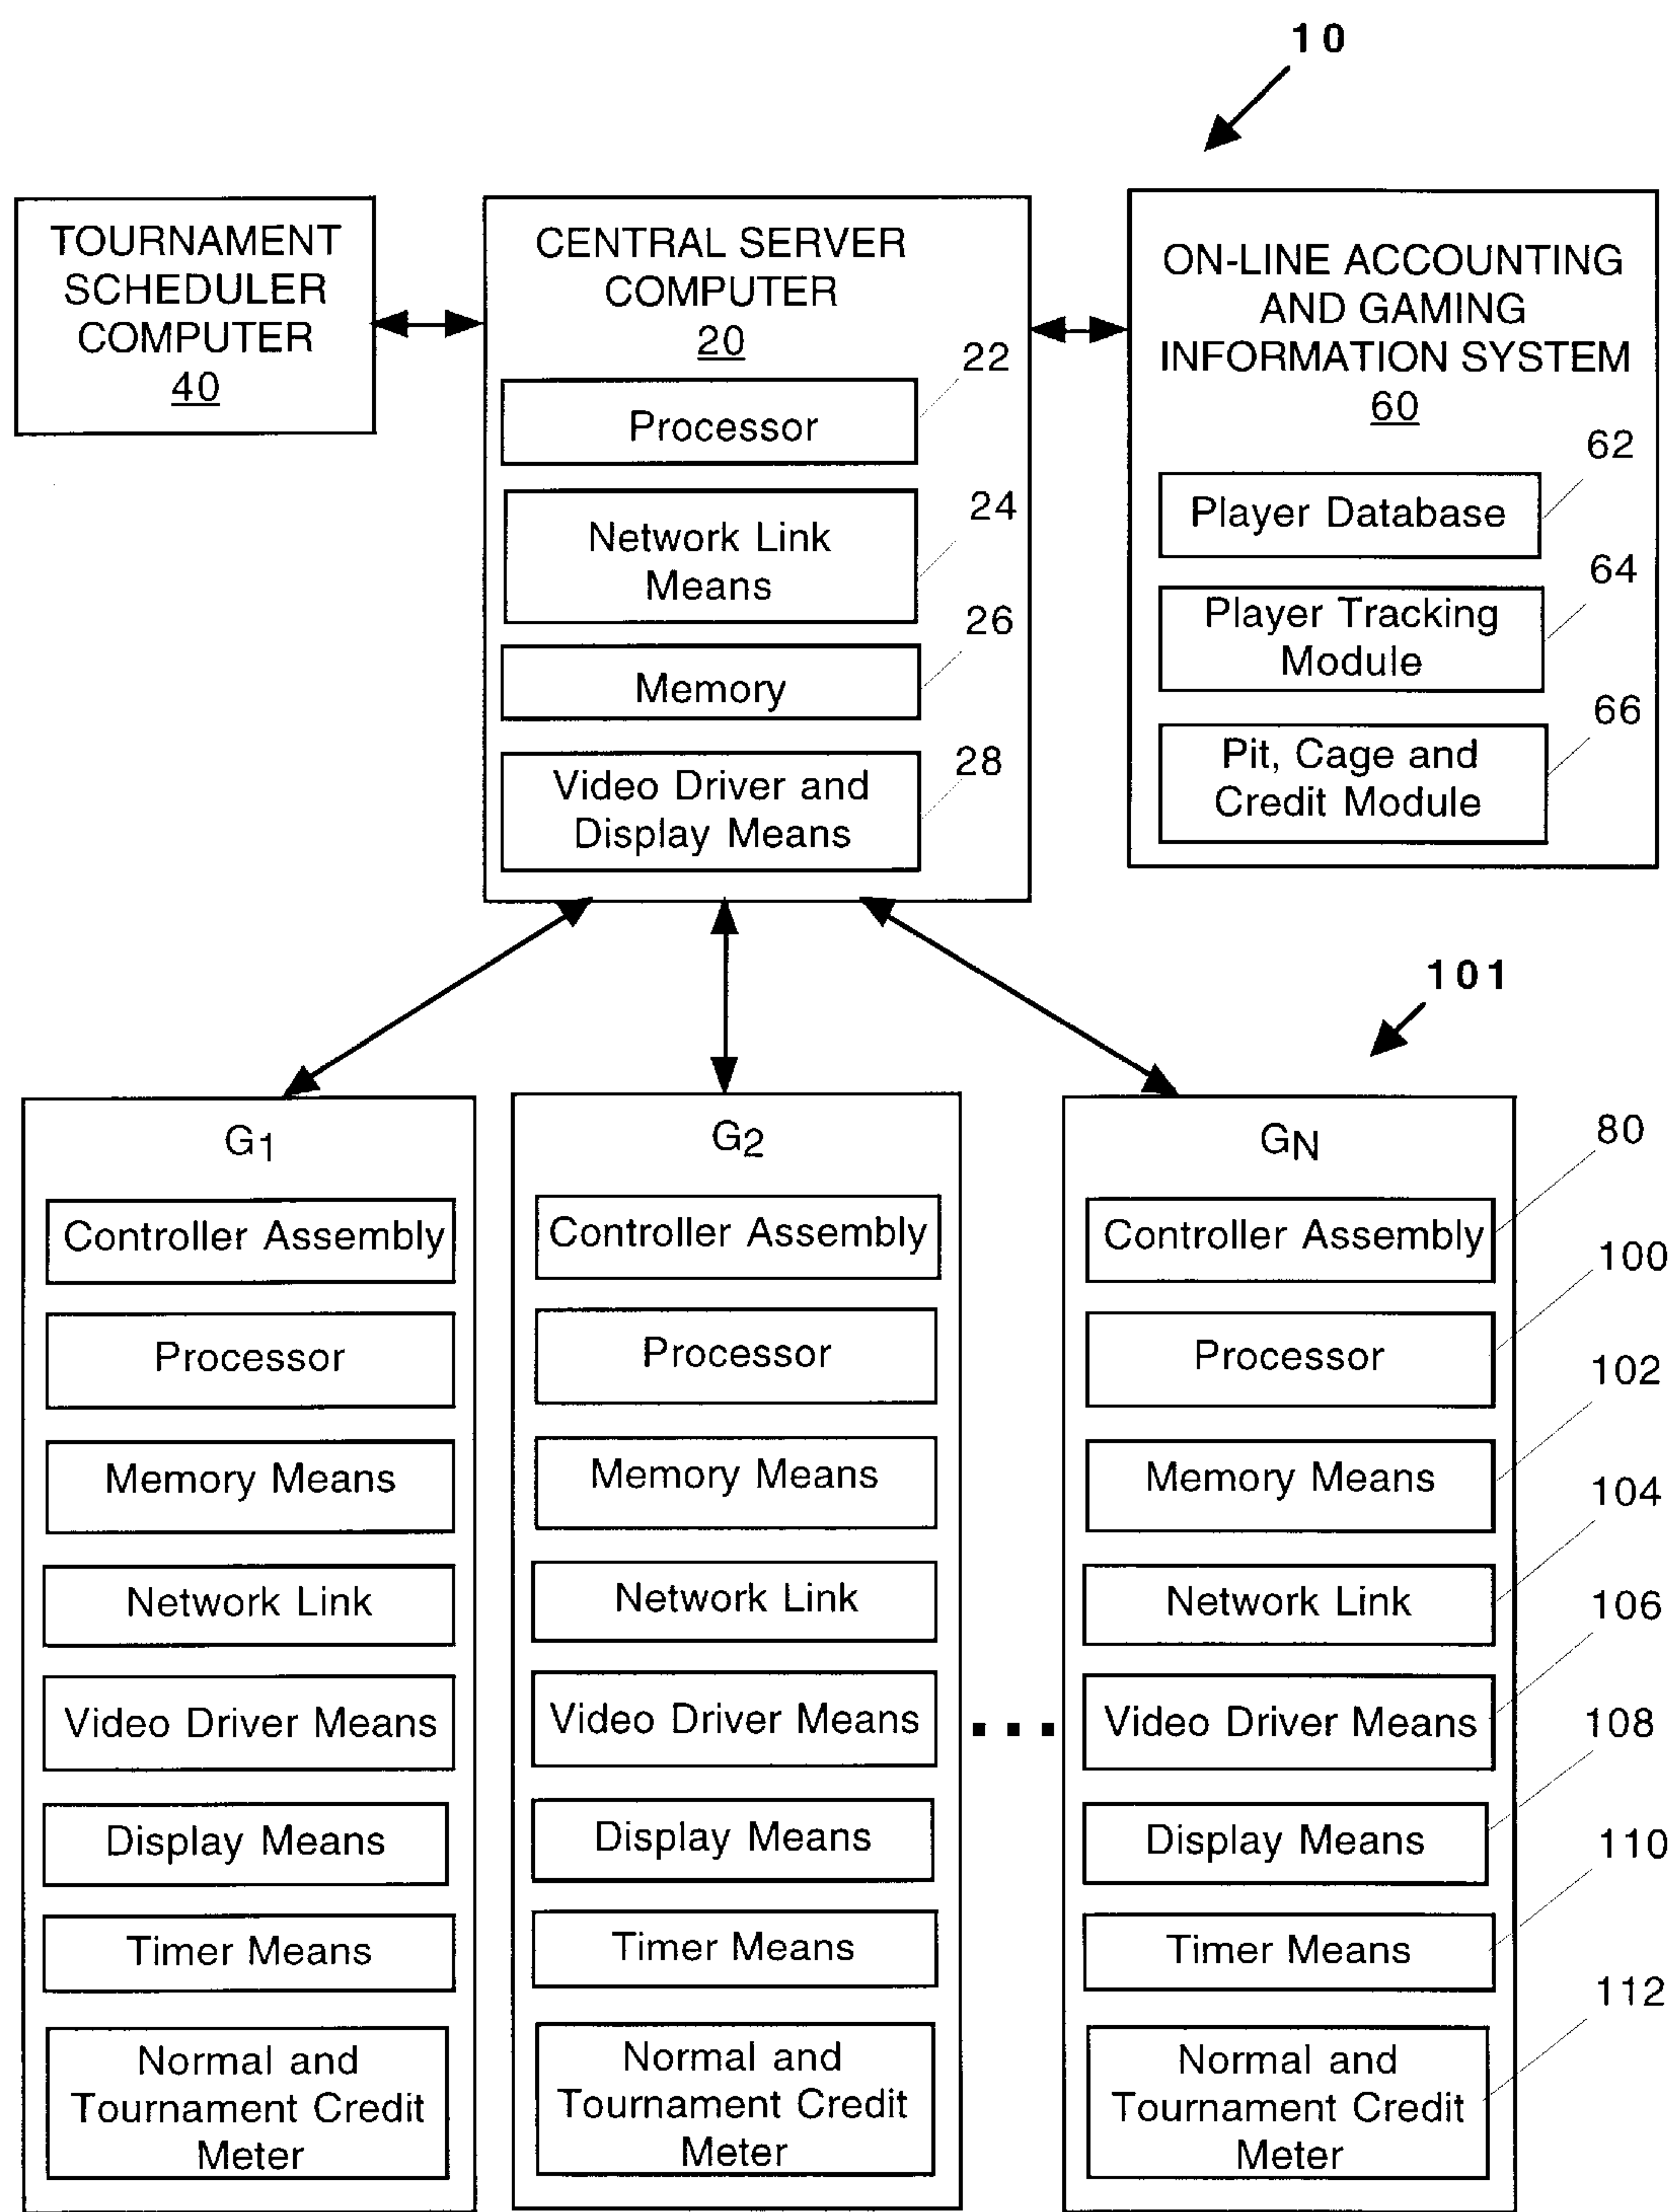 10
TOURNAMENT
SCHEDULER
COMPUTER
40
CENTRAL SERVER
COMPUTER
20
22
Processor
24
Network Link
Means
26
Memory
28
Video Driver and
Display Means
ON-LINE ACCOUNTING
AND GAMING
INFORMATION SYSTEM
60
62
Player Database
64
Player Tracking
Module
66
Pit, Cage and
Credit Module
101
G1
Controller Assembly
Processor
Memory Means
Network Link
Video Driver Means
Display Means
Timer Means
Normal and
Tournament Credit
Meter
G2
Controller Assembly
Processor
Memory Means
Network Link
Video Driver Means
Display Means
Timer Means
Normal and
Tournament Credit
Meter
...
GN
80
Controller Assembly
100
Processor
102
Memory Means
104
Network Link
106
Video Driver Means
108
Display Means
110
Timer Means
112
Normal and
Tournament Credit
Meter